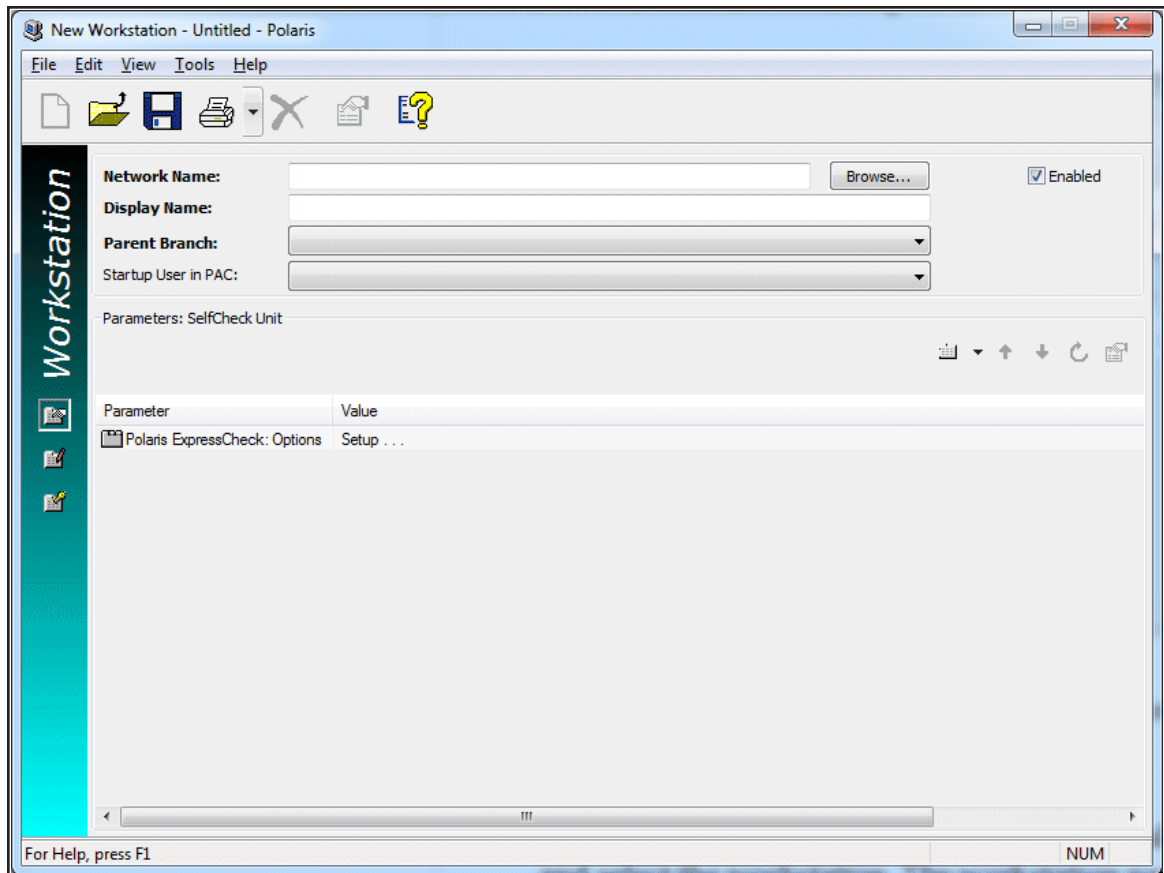 New Workstation - Untitled - Polaris
File Edit View Tools Help
Workstation
Network Name: Browse... Enabled
Display Name:
Parent Branch:
Startup User in PAC:
Parameters: SelfCheck Unit
Parameter Value
Polaris ExpressCheck: Options Setup . . .
For Help, press F1 NUM